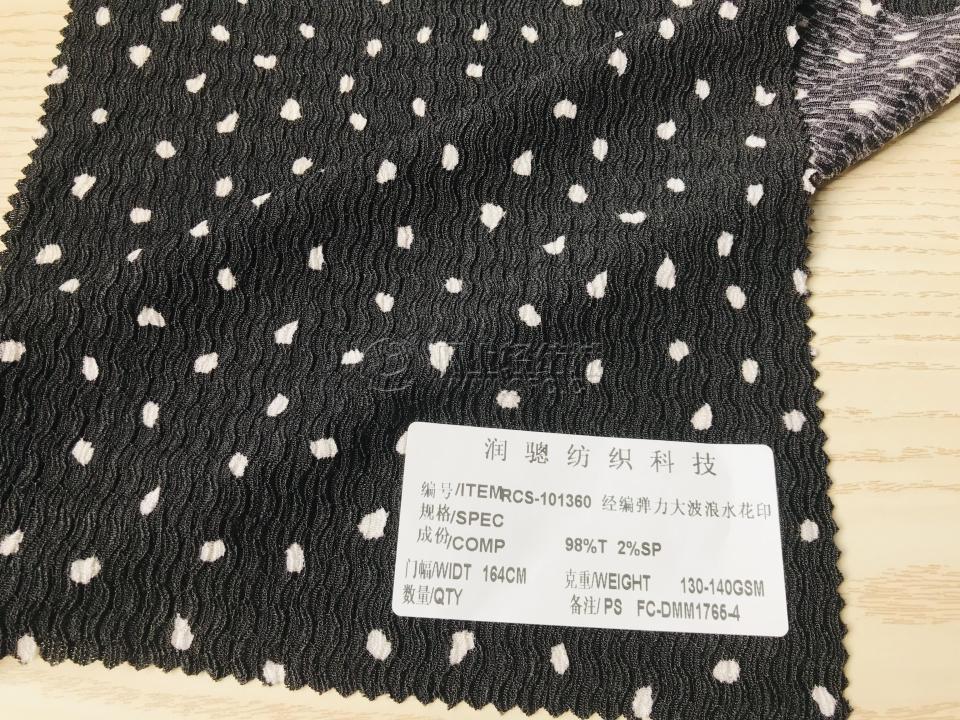 润骢纺织科技
编号/ITEM RCS-101360 经编弹力大波浪水花印
规格/SPEC
成份/COMP 98%T 2%SP
门幅/WIDT 164CM 克重/WEIGHT 130-140GSM
数量/QTY 备注/PS FC-DMM1765-4